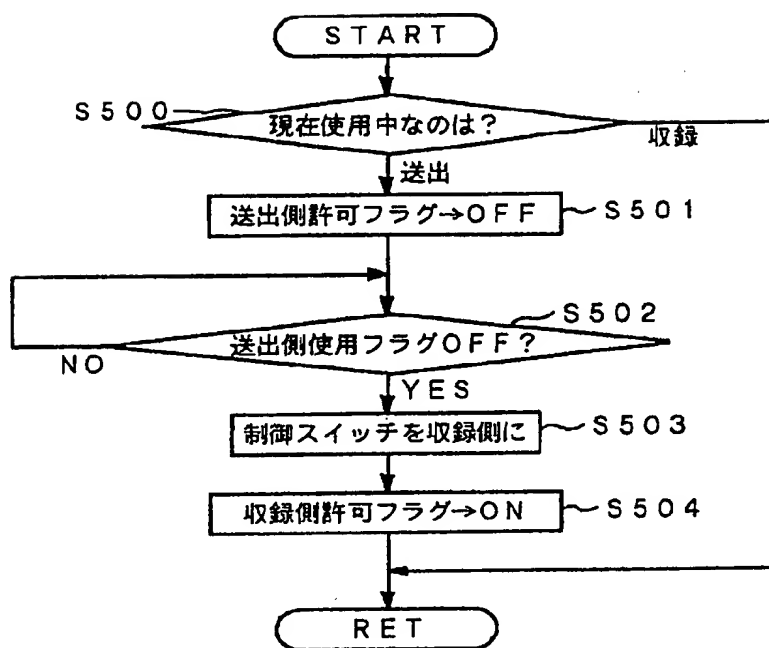 START
S500
現在使用中なのは?
収録
送出
送出側許可フラグ→OFF
S501
S502
送出側使用フラグOFF?
NO
YES
制御スイッチを収録側に
S503
収録側許可フラグ→ON
S504
RET